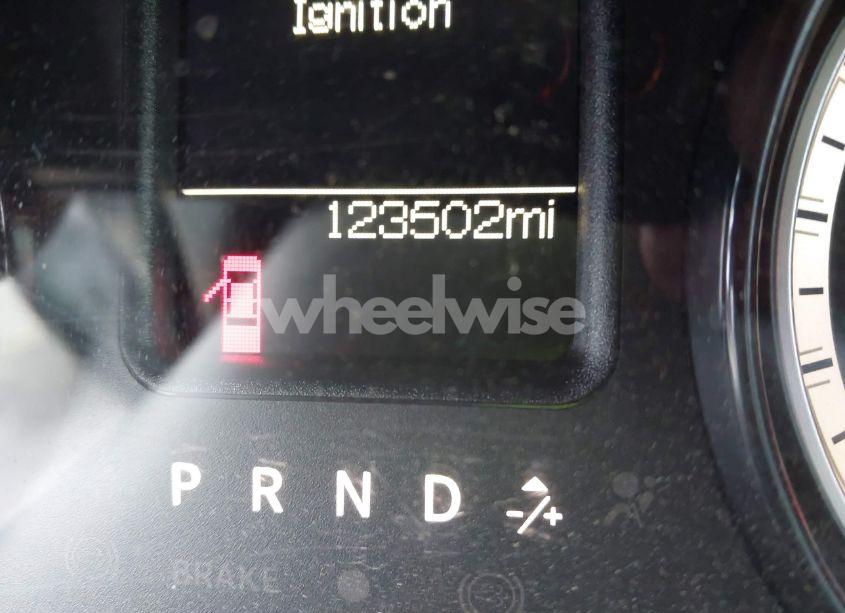 Ignition
123502mi
wheelwise
P R N D -/+
BRAKE